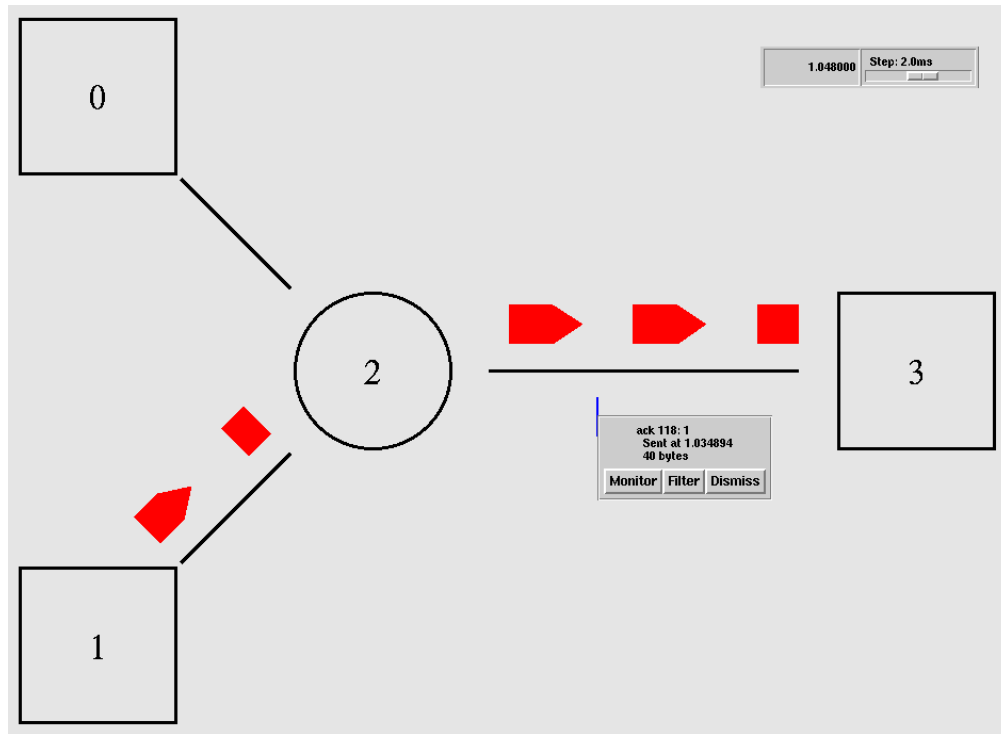 0
1.048000
Step: 2.0ms
2
3
ack 118: 1
Sent at 1.034894
40 bytes
Monitor Filter Dismiss
1